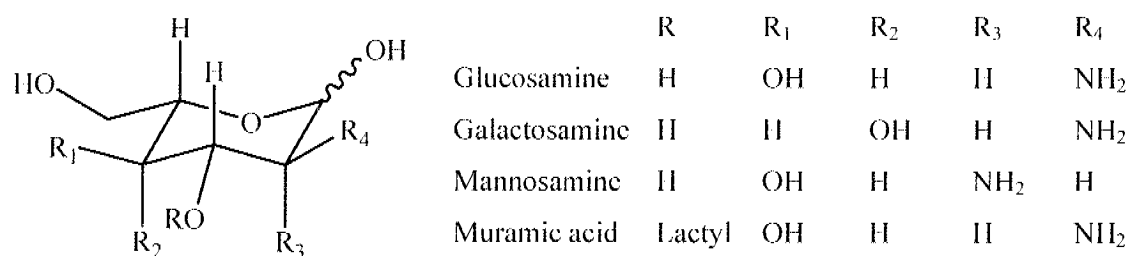 R R₁ R₂ R₃ R₄
Glucosamine H OH H H NH₂
Galactosamine H H OH H NH₂
Mannosamine H OH H NH₂ H
Muramic acid Lactyl OH H H NH₂
H
H
OH
HO
O
R₄
R₁
RO
R₂
R₃